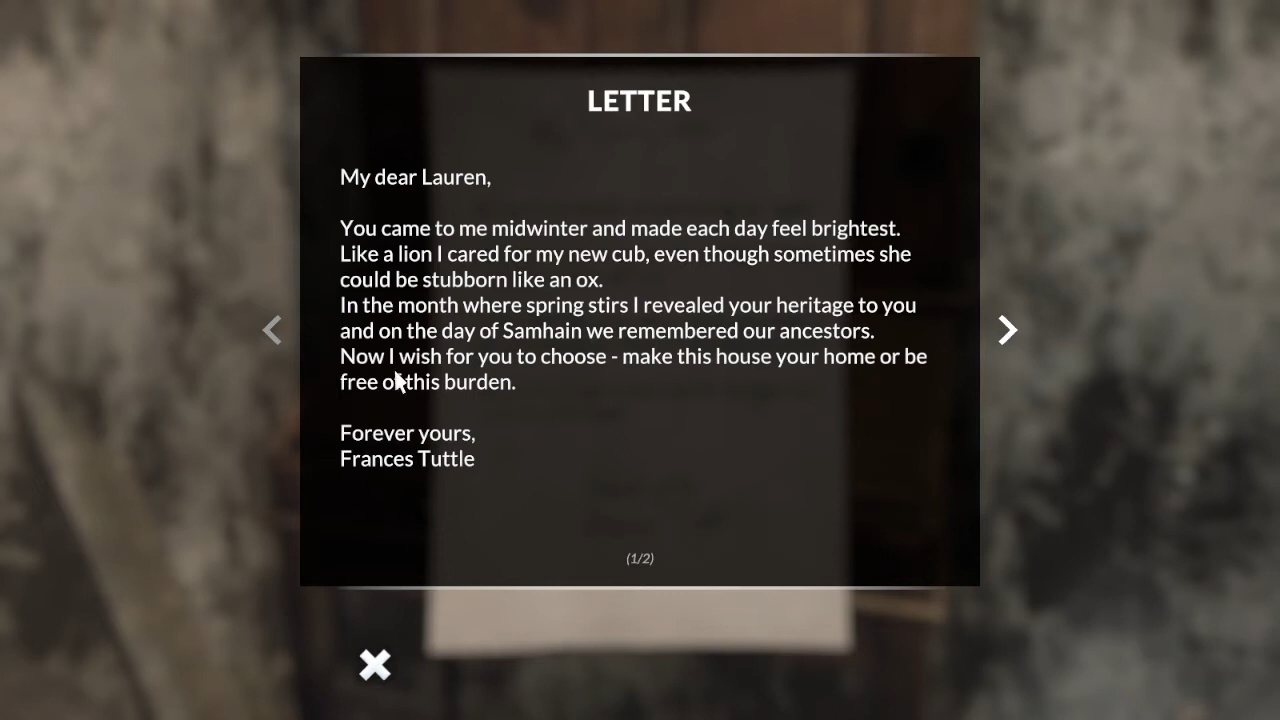 LETTER
My dear Lauren,
You came to me midwinter and made each day feel brightest.
Like a lion I cared for my new cub, even though sometimes she
could be stubborn like an ox.
In the month where spring stirs I revealed your heritage to you
and on the day of Samhain we remembered our ancestors.
Now I wish for you to choose - make this house your home or be
free of this burden.
Forever yours,
Frances Tuttle
(1/2)